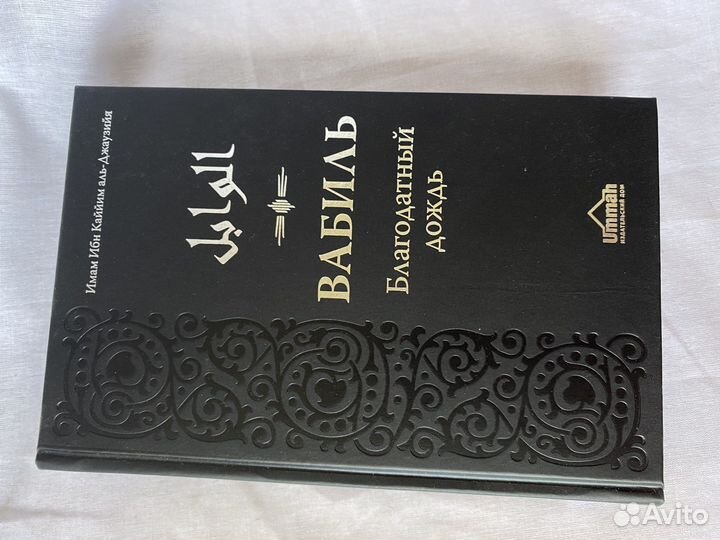 Имам Ибн Каййим аль-Джаузийя
الوابل
ВАБИЛЬ
Благодатный
дождь
Ummah
ИЗДАТЕЛЬСКИЙ ДОМ
Avito